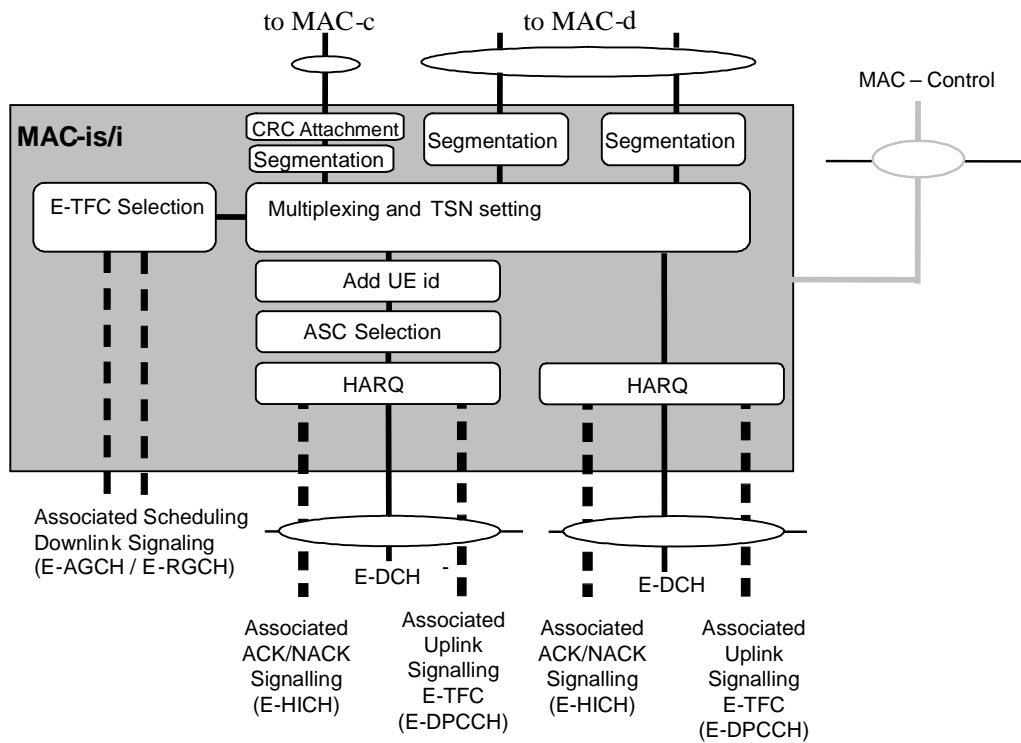 to MAC-c
to MAC-d
MAC – Control
MAC-is/i
CRC Attachment
Segmentation
Segmentation
Segmentation
E-TFC Selection
Multiplexing and TSN setting
Add UE id
ASC Selection
HARQ
HARQ
Associated Scheduling
Downlink Signaling
(E-AGCH / E-RGCH)
E-DCH
-
E-DCH
Associated
ACK/NACK
Signalling
(E-HICH)
Associated
Uplink
Signalling
E-TFC
(E-DPCCH)
Associated
ACK/NACK
Signalling
(E-HICH)
Associated
Uplink
Signalling
E-TFC
(E-DPCCH)